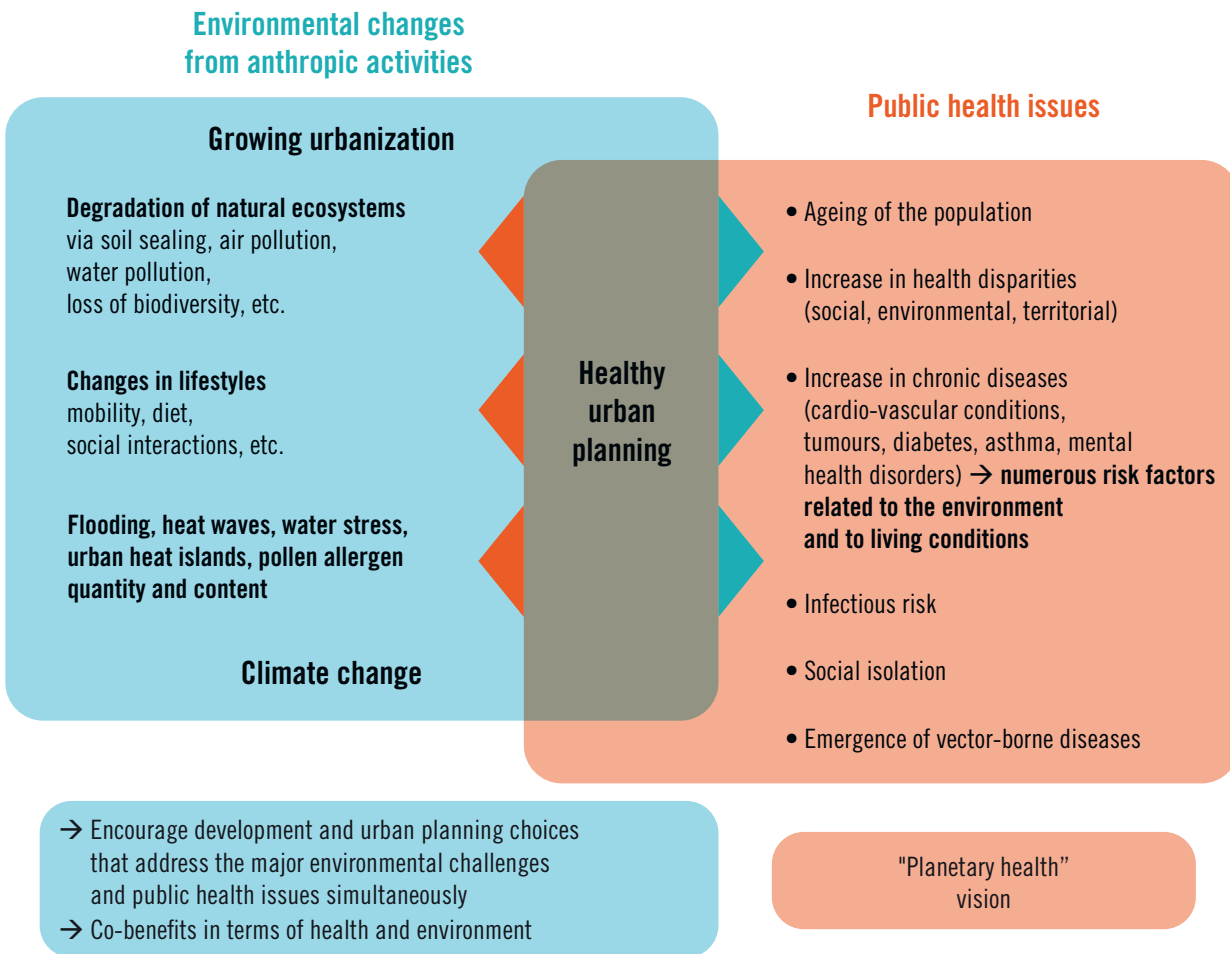 Environmental changes
from anthropic activities
Growing urbanization
Degradation of natural ecosystems
via soil sealing, air pollution,
water pollution,
loss of biodiversity, etc.
Changes in lifestyles
mobility, diet,
social interactions, etc.
Flooding, heat waves, water stress,
urban heat islands, pollen allergen
quantity and content
Climate change
Healthy
urban
planning
Public health issues
• Ageing of the population
• Increase in health disparities
(social, environmental, territorial)
• Increase in chronic diseases
(cardio-vascular conditions,
tumours, diabetes, asthma, mental
health disorders) → numerous risk factors
related to the environment
and to living conditions
• Infectious risk
• Social isolation
• Emergence of vector-borne diseases
→ Encourage development and urban planning choices
that address the major environmental challenges
and public health issues simultaneously
→ Co-benefits in terms of health and environment
"Planetary health”
vision